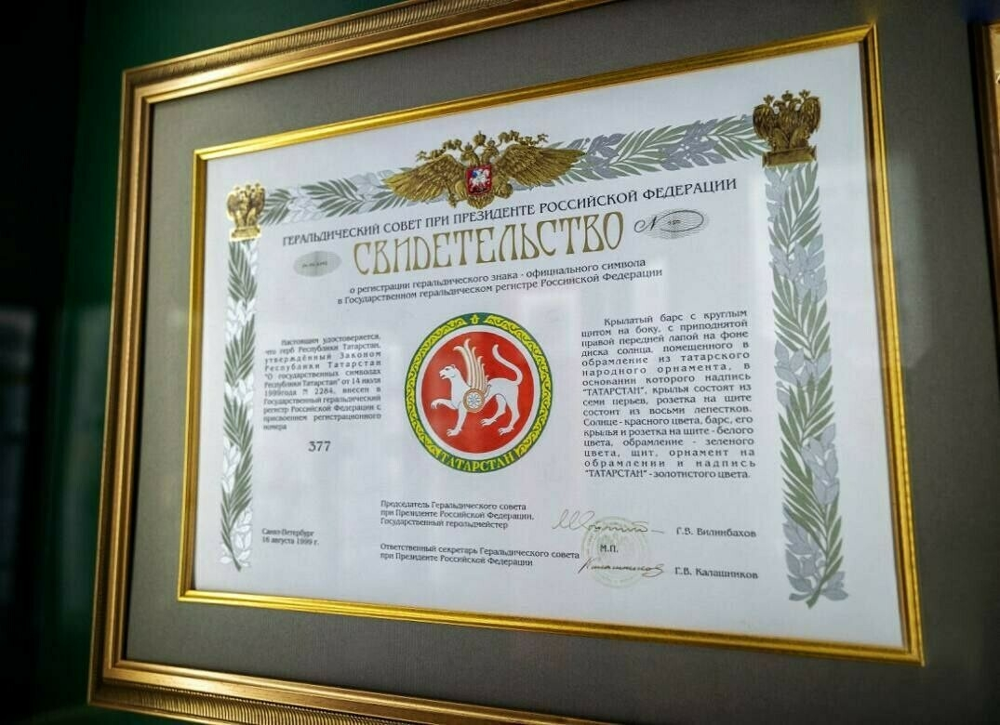 ГЕРАЛЬДИЧЕСКИЙ СОВЕТ ПРИ ПРЕЗИДЕНТЕ РОССИЙСКОЙ ФЕДЕРАЦИИ
СВИДЕТЕЛЬСТВО
N
о регистрации геральдического знака - официального символа
в Государственном геральдическом регистре Российской Федерации
Настоящим удостоверяется,
что герб Республики Татарстан,
утверждённый Законом
Республики Татарстан
"О государственных символах
Республики Татарстан" от 14 июля
1999года N 2284, внесен в
Государственный геральдический
регистр Российской Федерации с
присвоением регистрационного
номера
377
ТАТАРСТАН
Крылатый барс с круглым
щитом на боку, с приподнятой
правой передней лапой на фоне
диска солнца, помещенного в
обрамление из татарского
народного орнамента, в
основании которого надпись
"ТАТАРСТАН", крылья состоят из
семи перьев, розетка на щите
состоит из восьми лепестков.
Солнце - красного цвета, барс, его
крылья и розетка на щите - белого
цвета, обрамление - зеленого
цвета, щит, орнамент на
обрамлении и надпись
"ТАТАРСТАН" - золотистого цвета.
Председатель Геральдического совета
при Президенте Российской Федерации,
Государственный герольдмейстер
Г.В. Вилинбахов
Санкт-Петербург
16 августа 1999 г.
М.П.
Ответственный секретарь Геральдического совета
при Президенте Российской Федерации
Г.В. Калашников